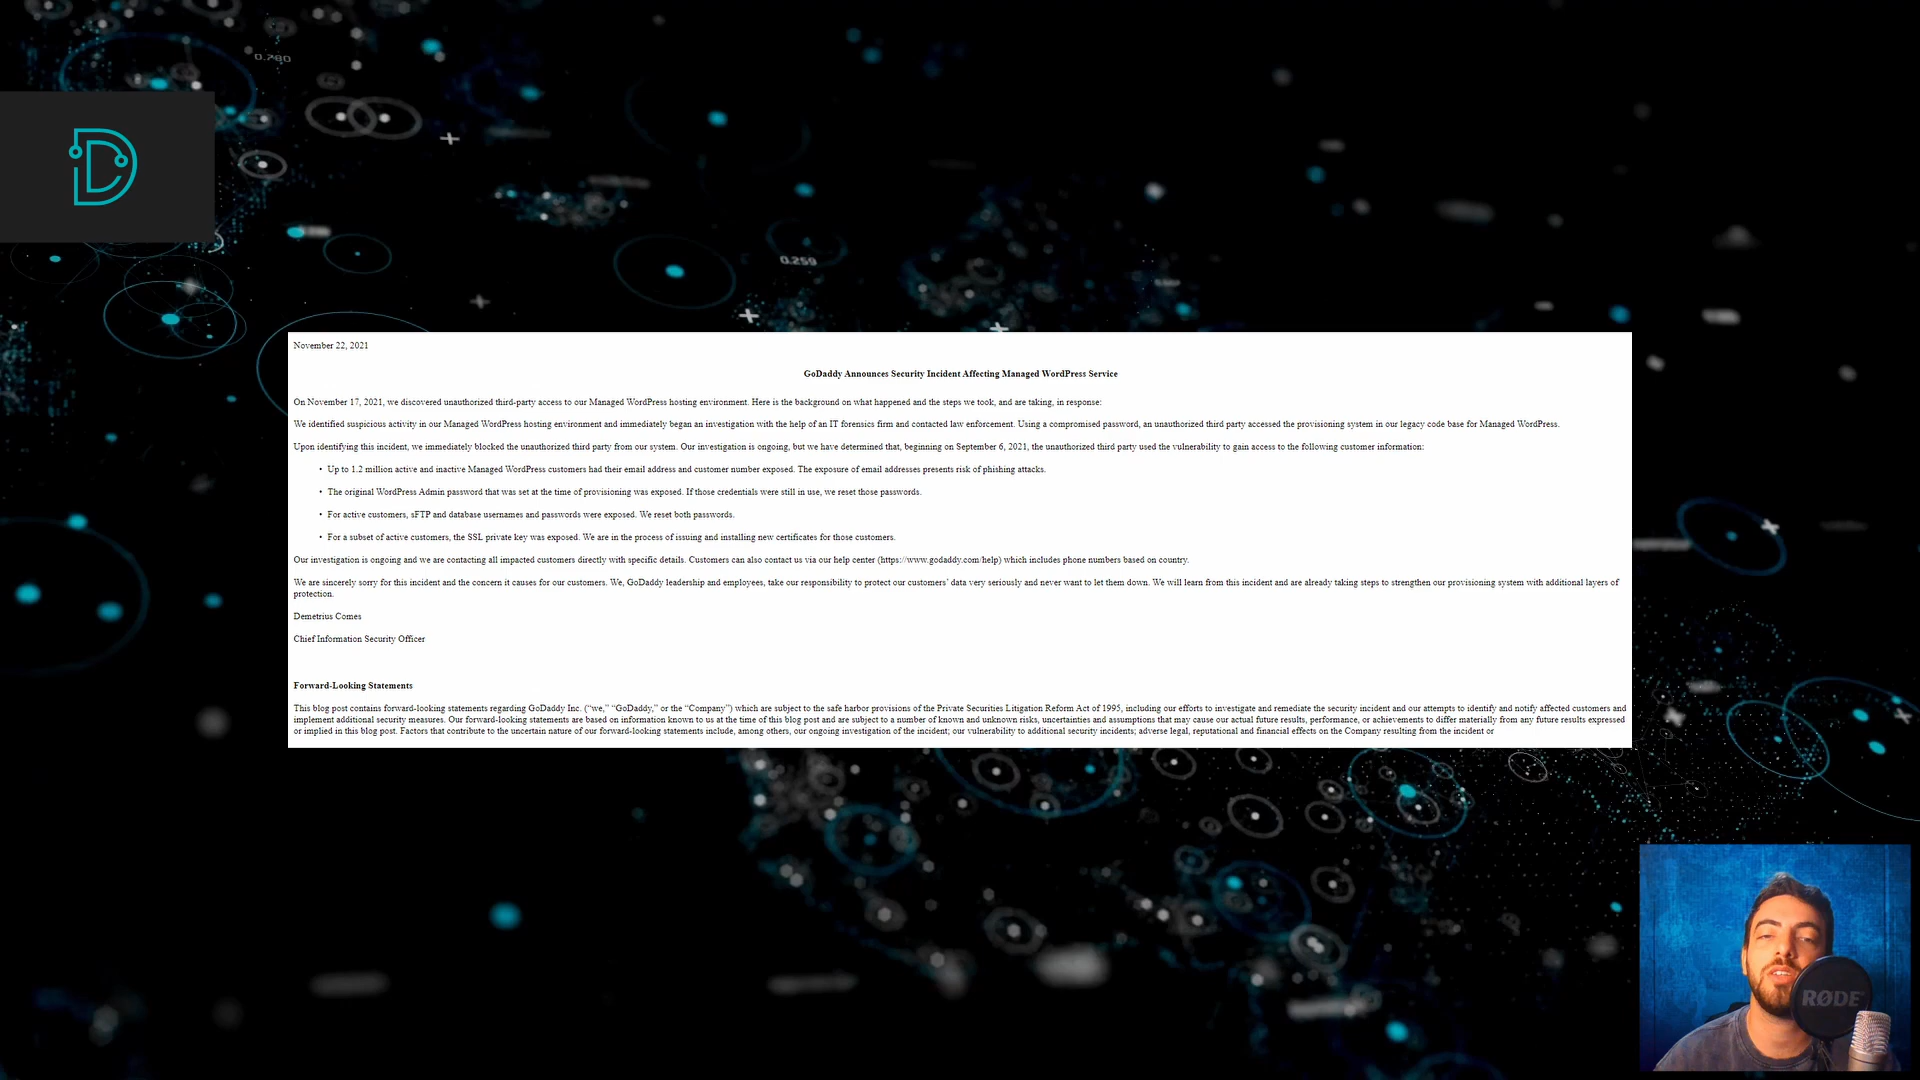 0.780
0.259
November 22, 2021
GoDaddy Announces Security Incident Affecting Managed WordPress Service
On November 17, 2021, we discovered unauthorized third-party access to our Managed WordPress hosting environment. Here is the background on what happened and the steps we took, and are taking, in response:
We identified suspicious activity in our Managed WordPress hosting environment and immediately began an investigation with the help of an IT forensics firm and contacted law enforcement. Using a compromised password, an unauthorized third party accessed the provisioning system in our legacy code base for Managed WordPress.
Upon identifying this incident, we immediately blocked the unauthorized third party from our system. Our investigation is ongoing, but we have determined that, beginning on September 6, 2021, the unauthorized third party used the vulnerability to gain access to the following customer information:
• Up to 1.2 million active and inactive Managed WordPress customers had their email address and customer number exposed. The exposure of email addresses presents risk of phishing attacks.
• The original WordPress Admin password that was set at the time of provisioning was exposed. If those credentials were still in use, we reset those passwords.
• For active customers, sFTP and database usernames and passwords were exposed. We reset both passwords.
• For a subset of active customers, the SSL private key was exposed. We are in the process of issuing and installing new certificates for those customers.
Our investigation is ongoing and we are contacting all impacted customers directly with specific details. Customers can also contact us via our help center (https://www.godaddy.com/help) which includes phone numbers based on country.
We are sincerely sorry for this incident and the concern it causes for our customers. We, GoDaddy leadership and employees, take our responsibility to protect our customers’ data very seriously and never want to let them down. We will learn from this incident and are already taking steps to strengthen our provisioning system with additional layers of
protection.
Demetrius Comes
Chief Information Security Officer
Forward-Looking Statements
This blog post contains forward-looking statements regarding GoDaddy Inc. (“we,” “GoDaddy,” or the “Company”) which are subject to the safe harbor provisions of the Private Securities Litigation Reform Act of 1995, including our efforts to investigate and remediate the security incident and our attempts to identify and notify affected customers and
implement additional security measures. Our forward-looking statements are based on information known to us at the time of this blog post and are subject to a number of known and unknown risks, uncertainties and assumptions that may cause our actual future results, performance, or achievements to differ materially from any future results expressed
or implied in this blog post. Factors that contribute to the uncertain nature of our forward-looking statements include, among others, our ongoing investigation of the incident; our vulnerability to additional security incidents; adverse legal, reputational and financial effects on the Company resulting from the incident or
RØDE